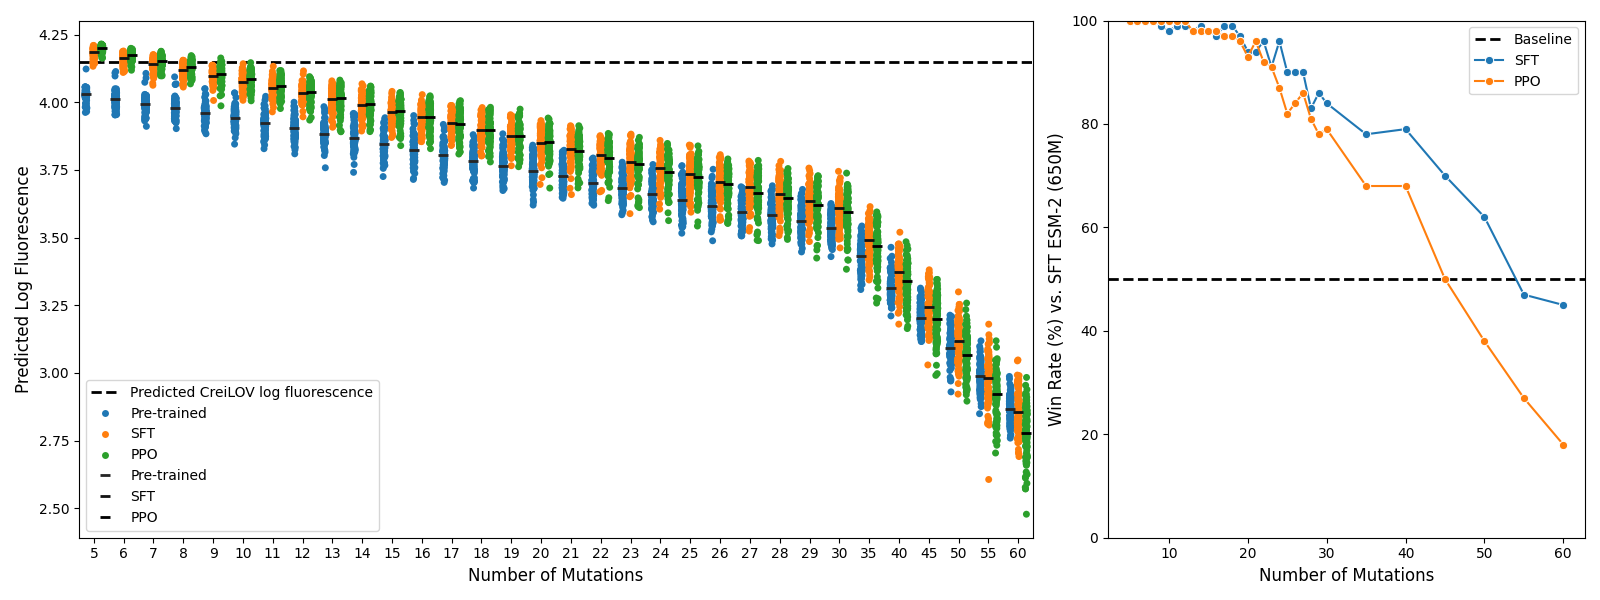 4.25
4.00
3.75
3.50
3.25
3.00
2.75
2.50
Predicted Log Fluorescence
Predicted CreiLOV log fluorescence
Pre-trained
SFT
PPO
Pre-trained
SFT
PPO
5 6 7 8 9 10 11 12 13 14 15 16 17 18 19 20 21 22 23 24 25 26 27 28 29 30 35 40 45 50 55 60
Number of Mutations
100
80
60
40
20
0
Win Rate (%) vs. SFT ESM-2 (650M)
Baseline
SFT
PPO
10 20 30 40 50 60
Number of Mutations